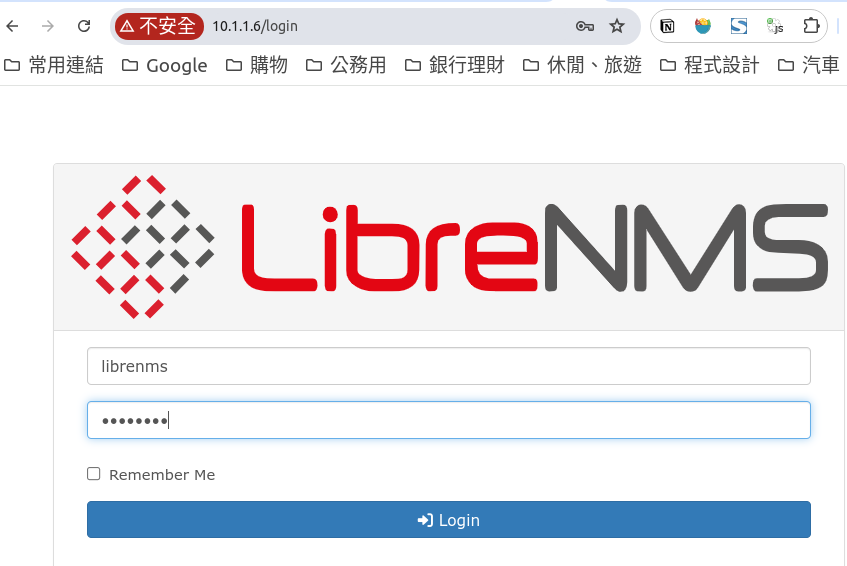 不安全 10.1.1.6/login
常用連結 Google 購物 公務用 銀行理財 休閒、旅遊 程式設計 汽車
LibreNMS
librenms
••••••••
Remember Me
Login